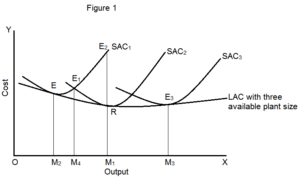 Figure 1
Y
E₂ SAC₁
SAC₂
SAC₃
E
E₁
E₃
R
LAC with three
available plant size
Cost
O
M₂
M₄
M₁
M₃
X
Output